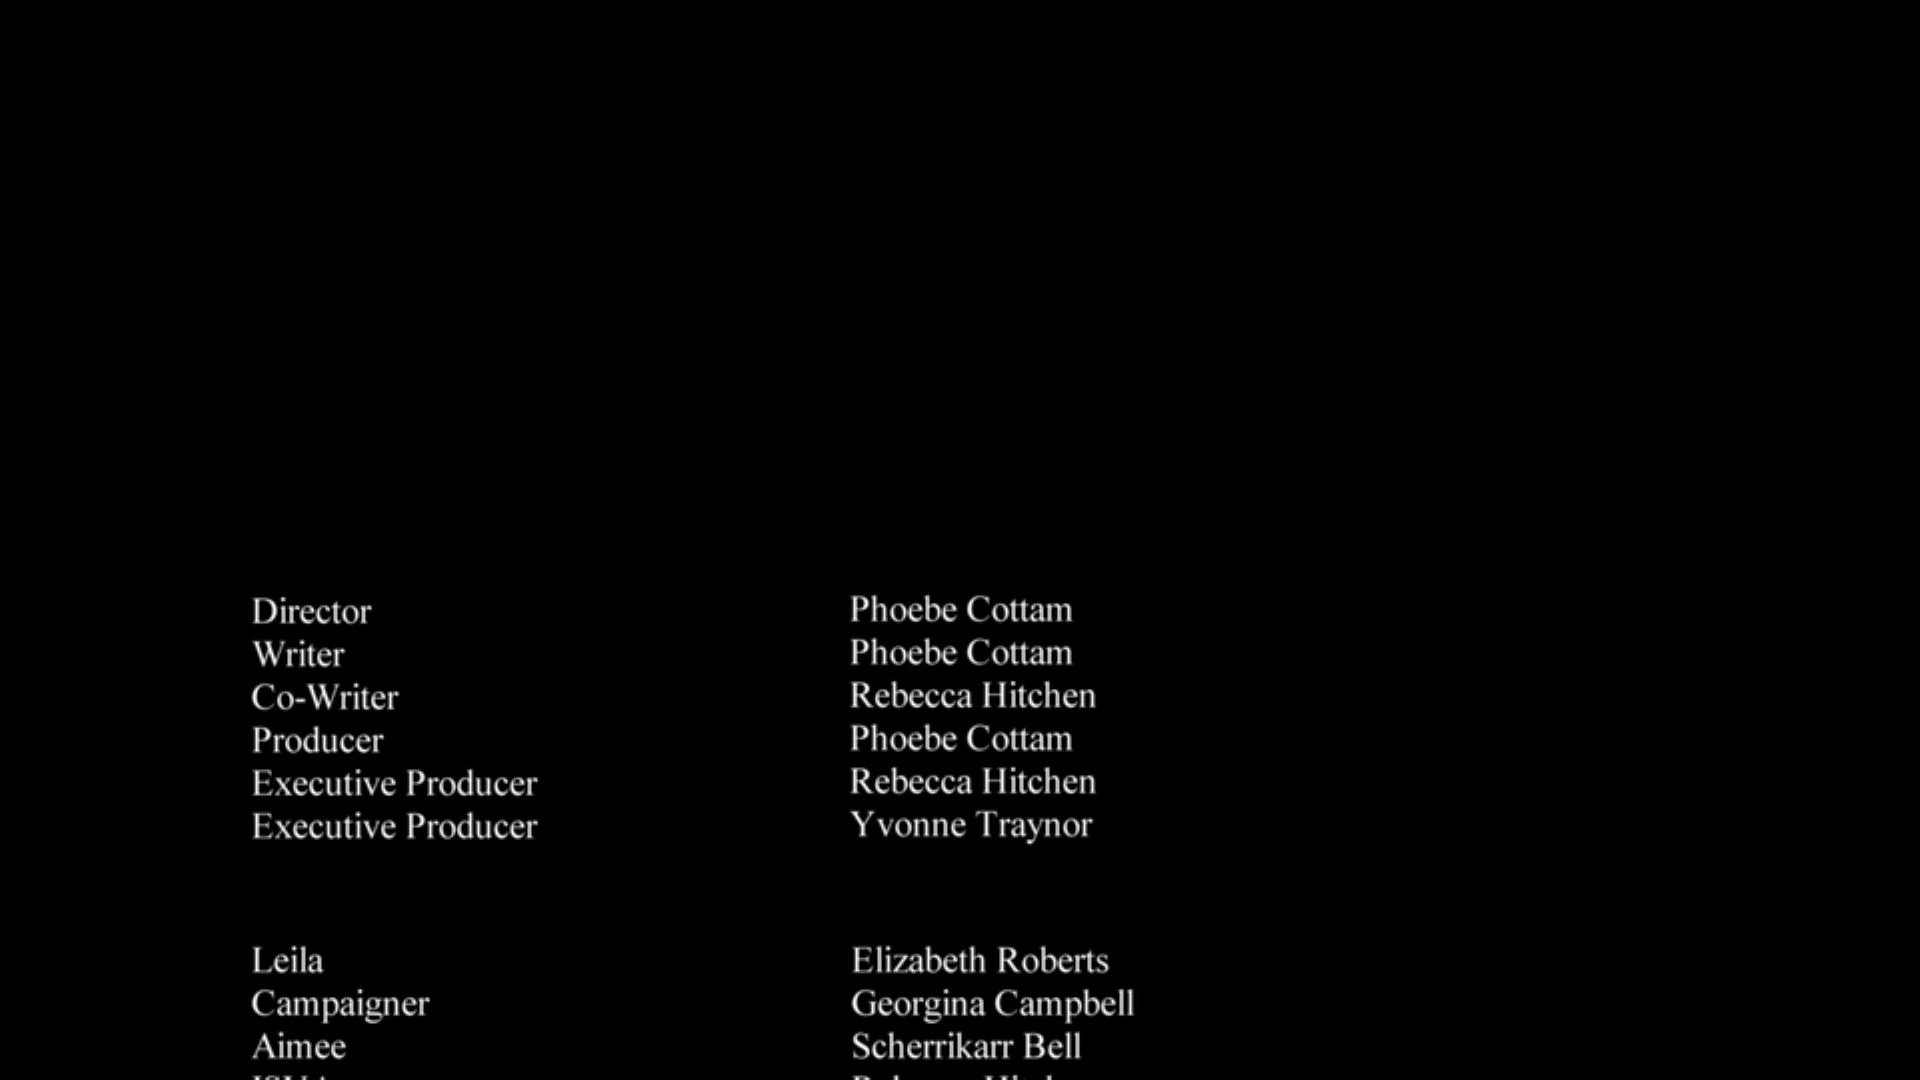 Director Phoebe Cottam
Writer Phoebe Cottam
Co-Writer Rebecca Hitchen
Producer Phoebe Cottam
Executive Producer Rebecca Hitchen
Executive Producer Yvonne Traynor
Leila Elizabeth Roberts
Campaigner Georgina Campbell
Aimee Scherrikarr Bell